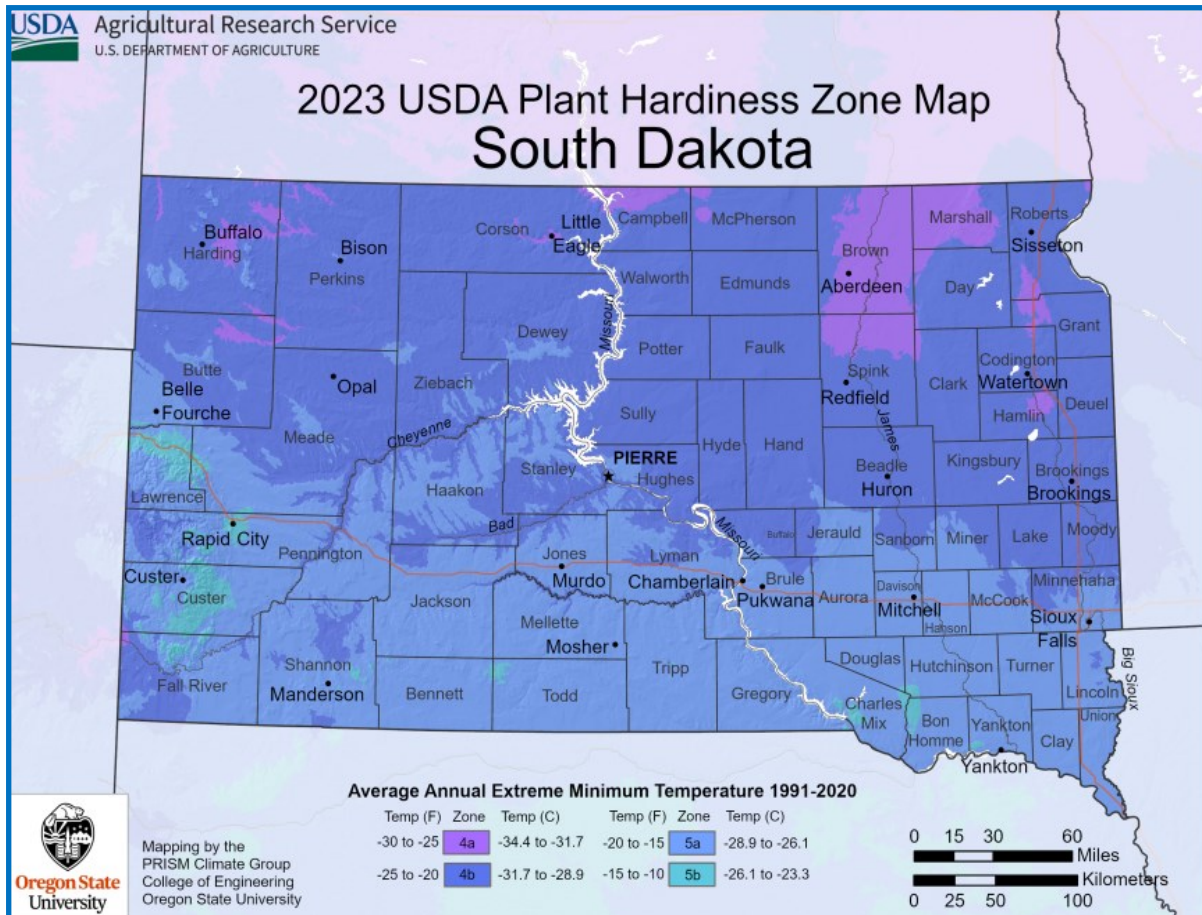 USDA Agricultural Research Service
U.S. DEPARTMENT OF AGRICULTURE
2023 USDA Plant Hardiness Zone Map
South Dakota
Campbell
McPherson
Marshall
Roberts
Sisseton
Buffalo
Harding
Bison
Perkins
Corson
Little
Eagle
Brown
Aberdeen
Walworth
Edmunds
Day
Grant
Dewey
Missouri
Potter
Faulk
Codington
Watertown
Butte
Belle
Fourche
Opal
Ziebach
Spink
Redfield
Clark
Hamlin
Deuel
Meade
Cheyenne
Sully
James
Hyde
Hand
PIERRE
Stanley
Hughes
Haakon
Beadle
Huron
Kingsbury
Brookings
Brookings
Lawrence
Bad
Missouri
Rapid City
Pennington
Jones
Murdo
Lyman
Buffalo
Jerauld
Sanborn
Miner
Lake
Moody
Custer
Custer
Jackson
Chamberlain
Brule
Pukwana
Aurora
Davison
Mitchell
Hanson
McCook
Minnehaha
Sioux
Falls
Mellette
Mosher
Shannon
Manderson
Fall River
Bennett
Todd
Tripp
Gregory
Douglas
Hutchinson
Turner
Lincoln
Big Sioux
Charles
Mix
Bon
Homme
Yankton
Yankton
Clay
Union
Average Annual Extreme Minimum Temperature 1991-2020
Temp (F) Zone Temp (C) Temp (F) Zone Temp (C)
-30 to -25 4a -34.4 to -31.7 -20 to -15 5a -28.9 to -26.1
-25 to -20 4b -31.7 to -28.9 -15 to -10 5b -26.1 to -23.3
0 15 30 60
Miles
Kilometers
0 25 50 100
Oregon State
University
Mapping by the
PRISM Climate Group
College of Engineering
Oregon State University